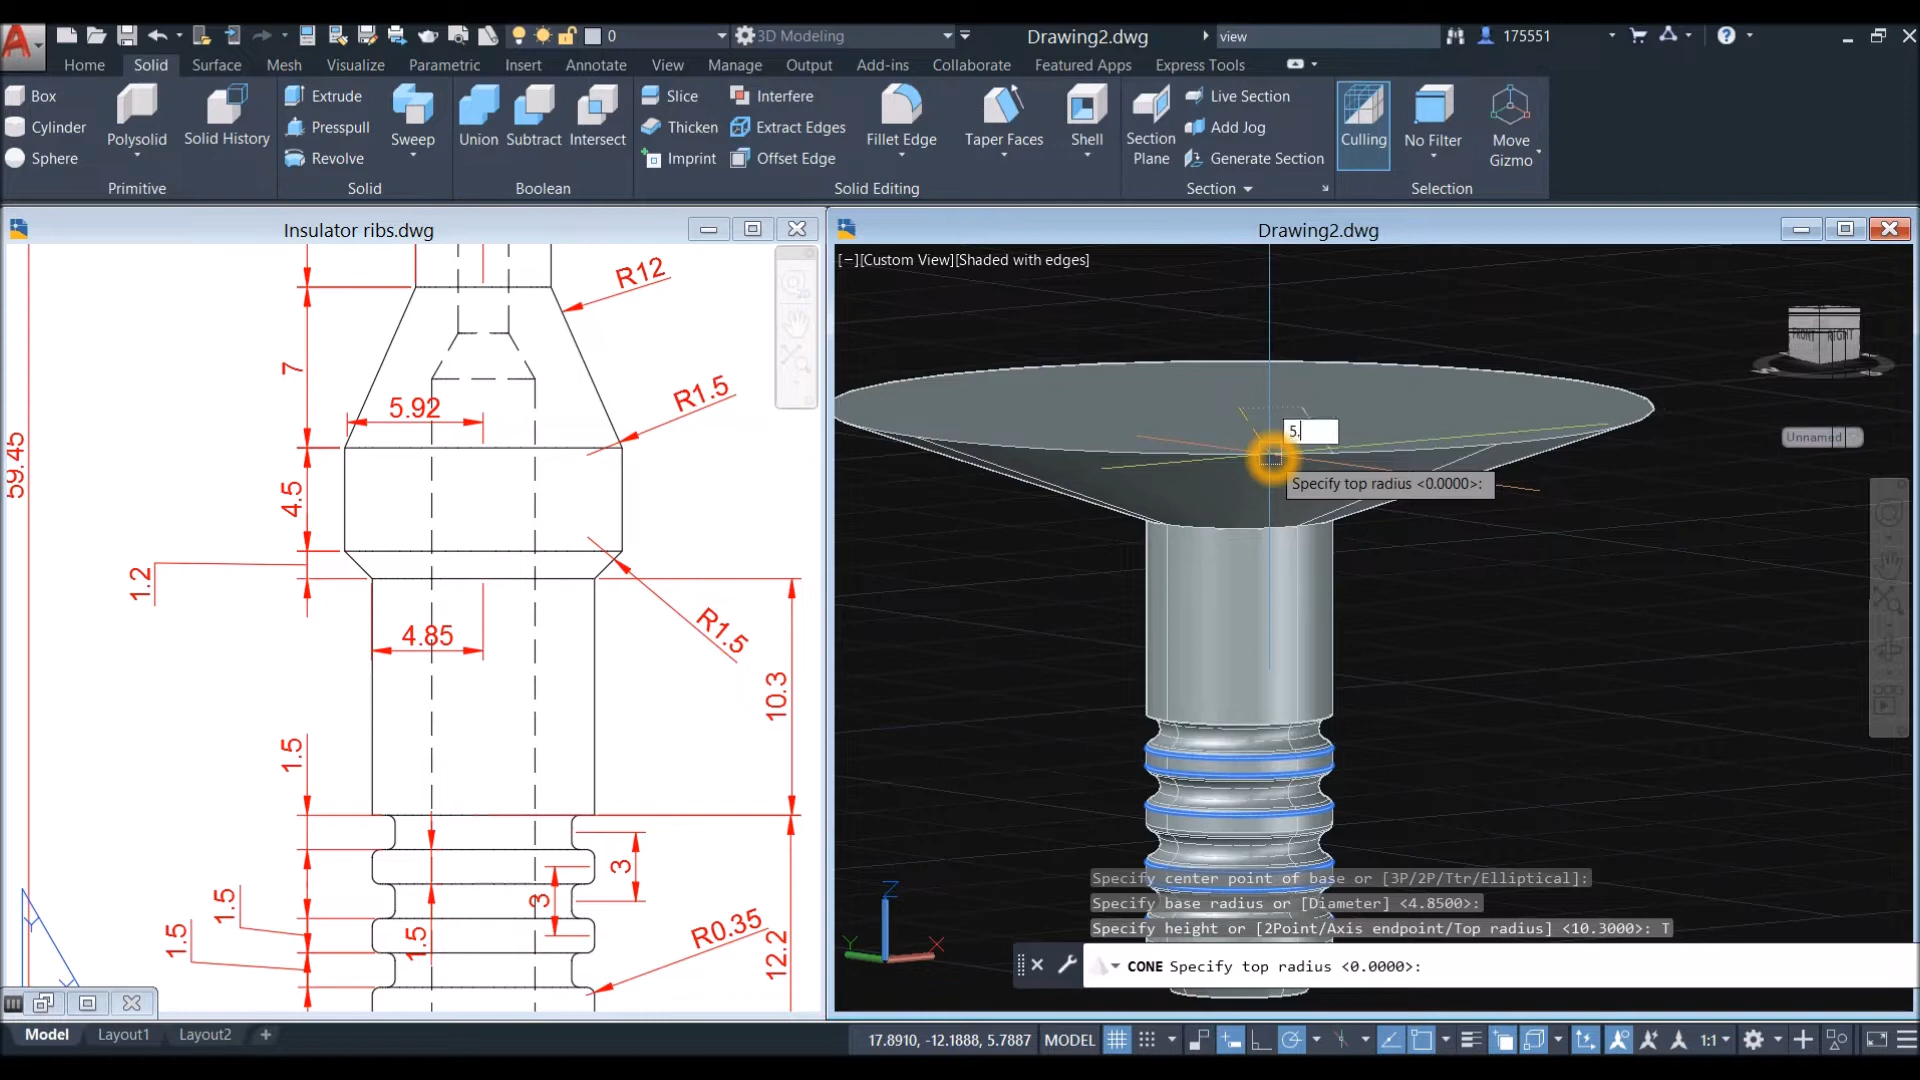 0
3D Modeling
Drawing2.dwg
view
175551
Home Solid Surface Mesh Visualize Parametric Insert Annotate View Manage Output Add-ins Collaborate Featured Apps Express Tools
Box
Cylinder
Sphere
Polysolid
Solid History
Primitive
Extrude
Presspull
Revolve
Sweep
Solid
Union
Subtract
Intersect
Boolean
Slice
Thicken
Imprint
Interfere
Extract Edges
Offset Edge
Fillet Edge
Taper Faces
Shell
Solid Editing
Section
Plane
Live Section
Add Jog
Generate Section
Section
Culling
No Filter
Move
Gizmo
Selection
Insulator ribs.dwg
R12
7
5.92
R1.5
59.45
4.5
1.2
R1.5
4.85
10.3
1.5
3
3
1.5
1.5
1.5
R0.35
12.2
Drawing2.dwg
[−][Custom View][Shaded with edges]
FRONT
RIGHT
Unnamed
5.
Specify top radius <0.0000>:
Z
Y
X
Specify center point of base or [3P/2P/Ttr/Elliptical]:
Specify base radius or [Diameter] <4.8500>:
Specify height or [2Point/Axis endpoint/Top radius] <10.3000>: T
CONE Specify top radius <0.0000>:
Model Layout1 Layout2 +
17.8910, -12.1888, 5.7887 MODEL
1:1